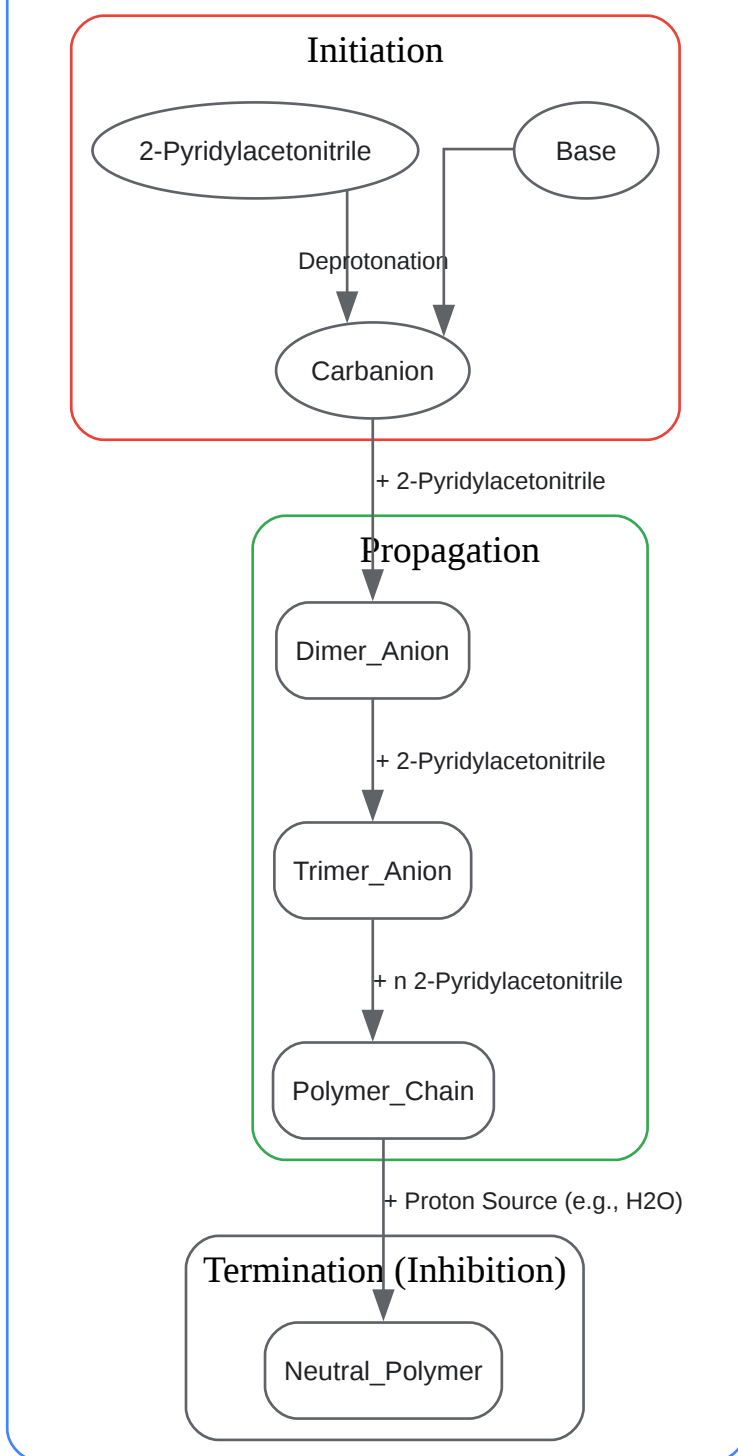 Initiation
2-Pyridylacetonitrile
Base
Deprotonation
Carbanion
+ 2-Pyridylacetonitrile
Propagation
Dimer_Anion
+ 2-Pyridylacetonitrile
Trimer_Anion
+ n 2-Pyridylacetonitrile
Polymer_Chain
+ Proton Source (e.g., H2O)
Termination (Inhibition)
Neutral_Polymer